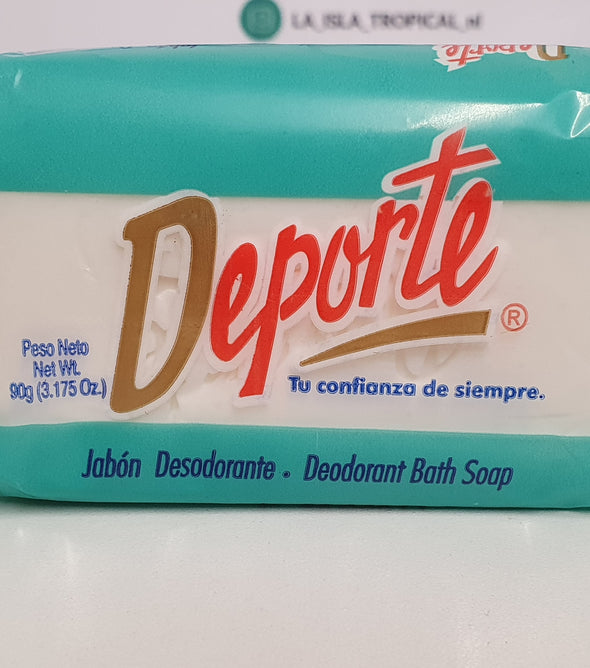 LA_ISLA_TROPICAL_nl
Deporte
Deporte®
Peso Neto
Net Wt.
90g (3.175 Oz.)
Tu confianza de siempre.
Jabón Desodorante • Deodorant Bath Soap